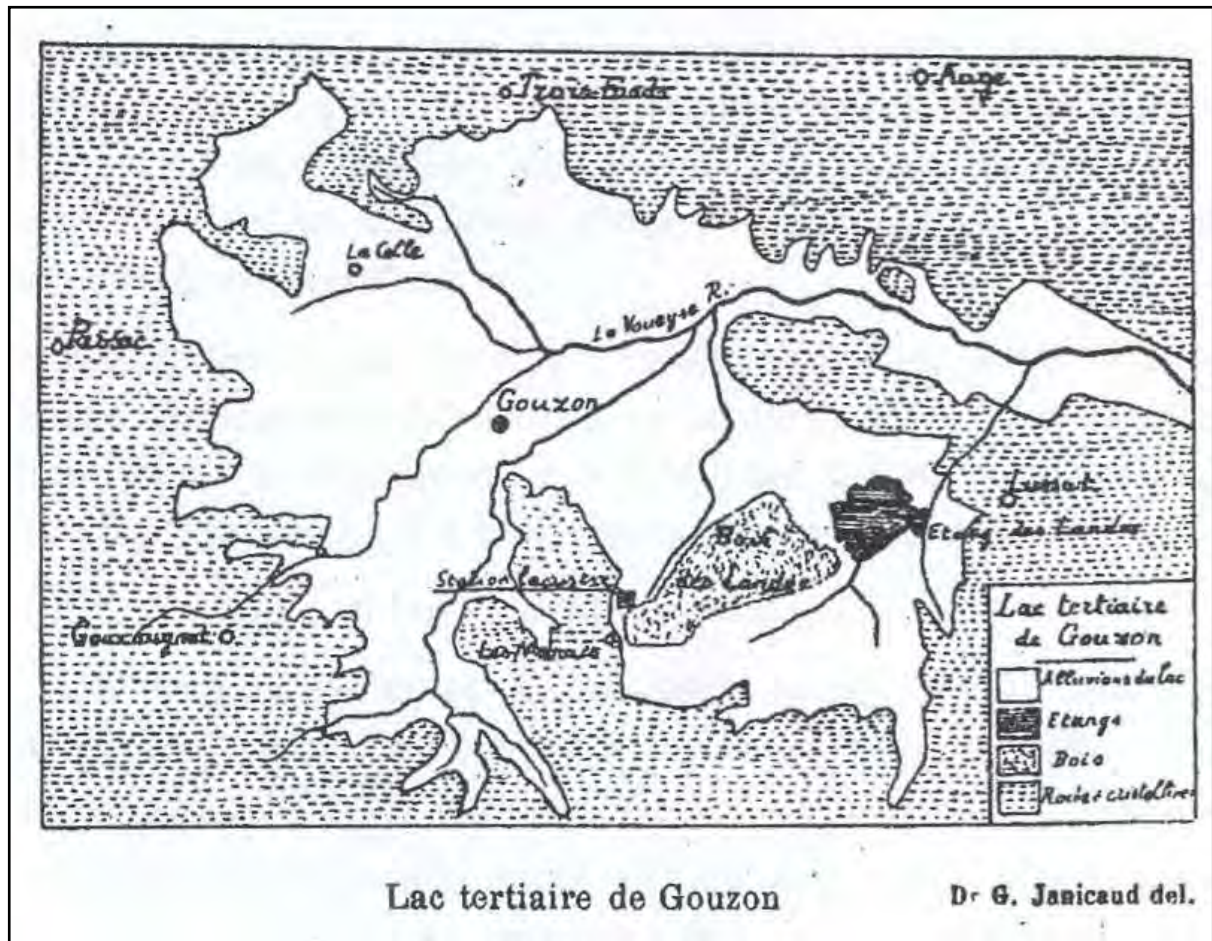 Trois-Fonds
Auge
La Celle
La Voueyse R.
Gouzon
Lussat
Bois
des Landes
Etang des Landes
Station lacustre
Gouzougnat
Lac tertiaire
de Gouzon
Alluvions du lac
Etangs
Bois
Roches cristallines
Lac tertiaire de Gouzon
Dr G. Janicaud del.